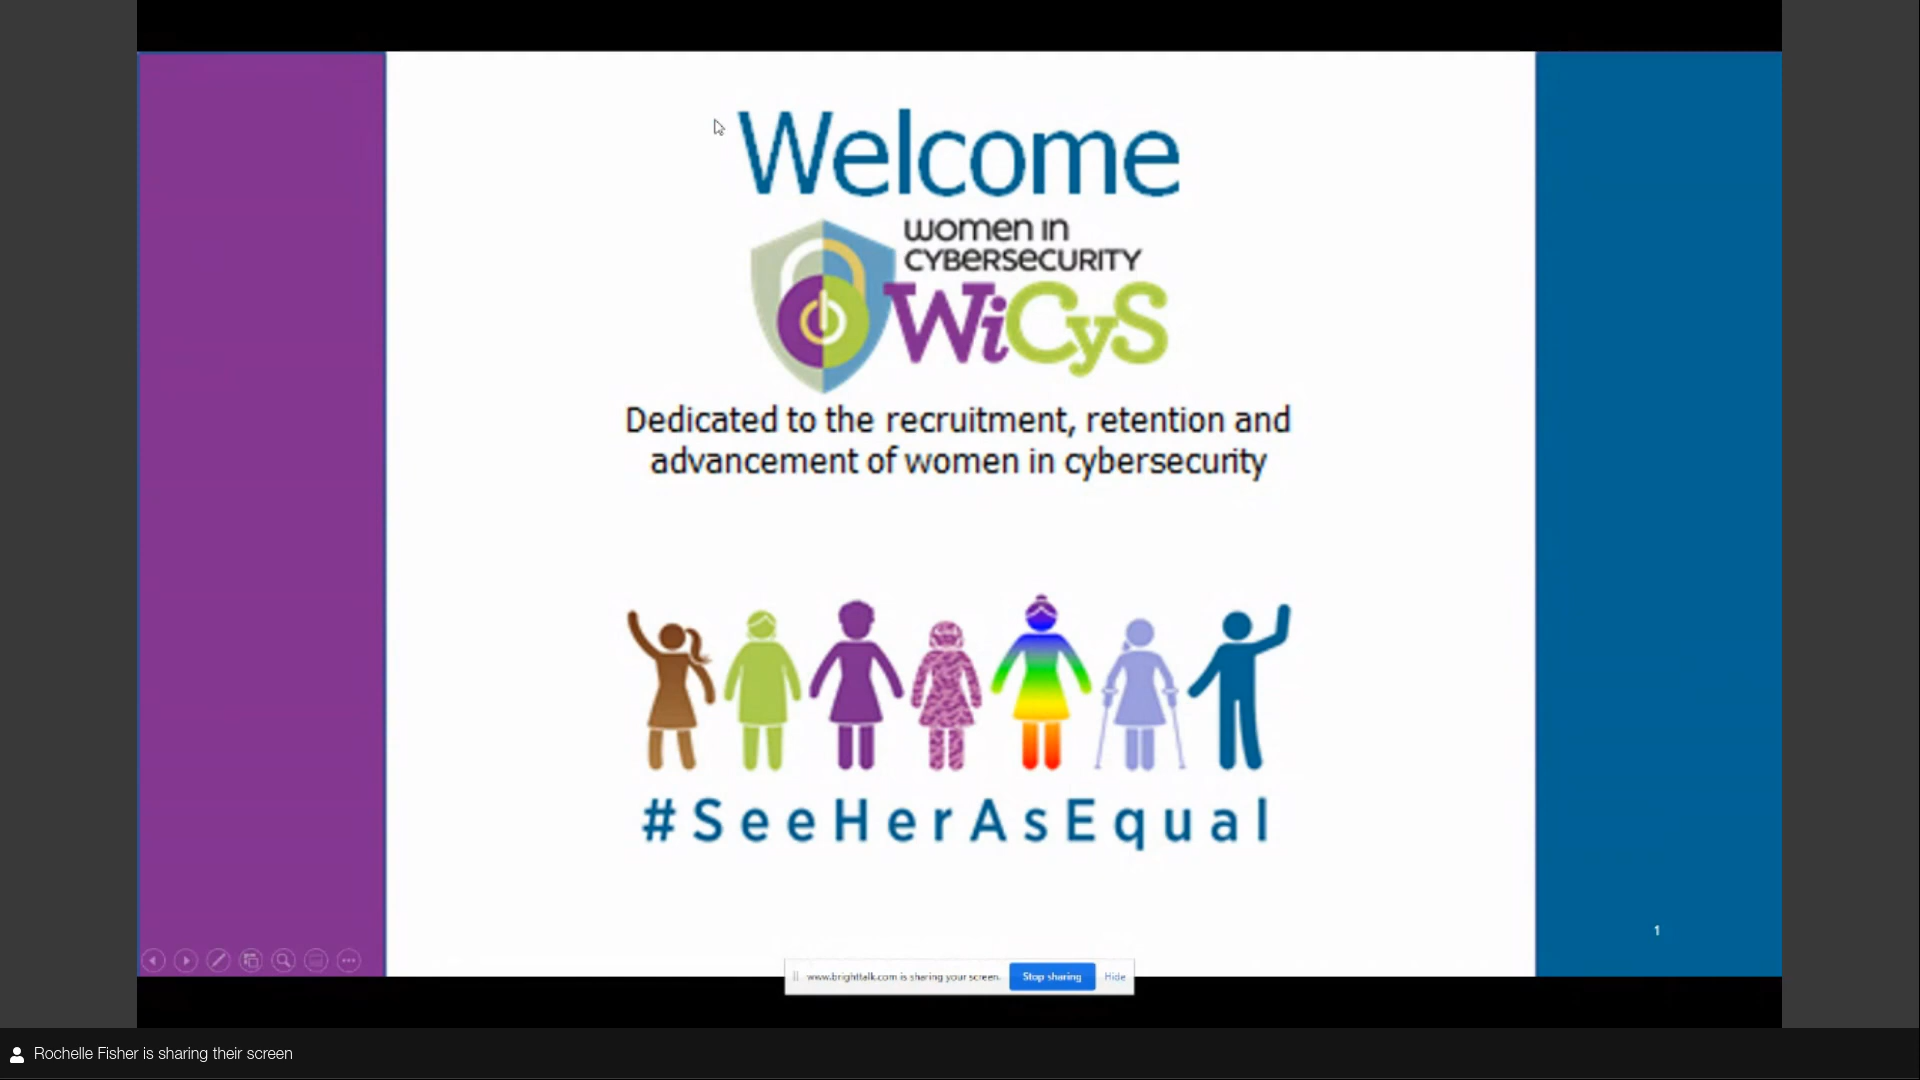 Welcome
women in
CYBERSECURITY
WiCyS
Dedicated to the recruitment, retention and
advancement of women in cybersecurity
#SeeHerAsEqual
1
www.brighttalk.com is sharing your screen. Stop sharing Hide
Rochelle Fisher is sharing their screen